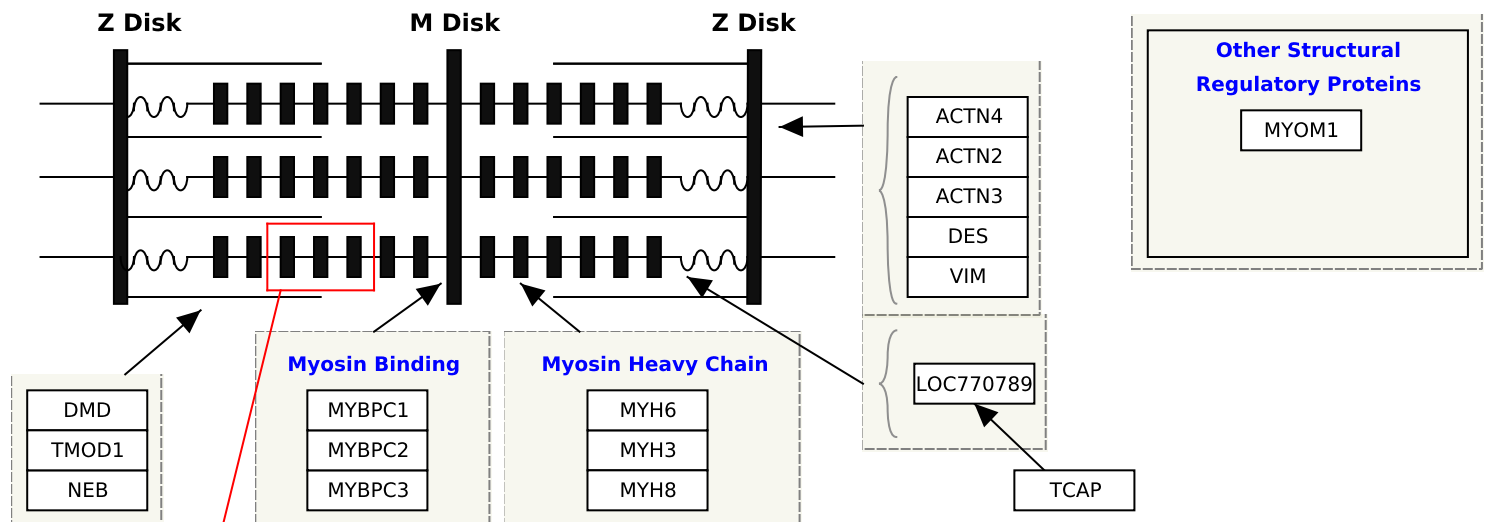 Z Disk
M Disk
Z Disk
Other Structural
Regulatory Proteins
MYOM1
ACTN4
ACTN2
ACTN3
DES
VIM
LOC770789
TCAP
DMD
TMOD1
NEB
Myosin Binding
MYBPC1
MYBPC2
MYBPC3
Myosin Heavy Chain
MYH6
MYH3
MYH8